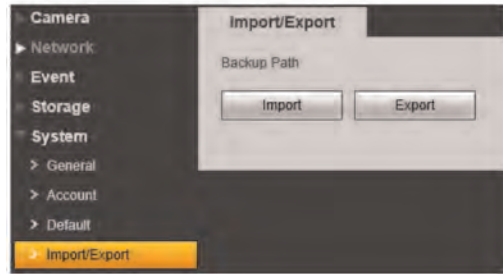 Camera
Network
Event
Storage
System
General
Account
Default
Import/Export
Import/Export
Backup Path
Import Export